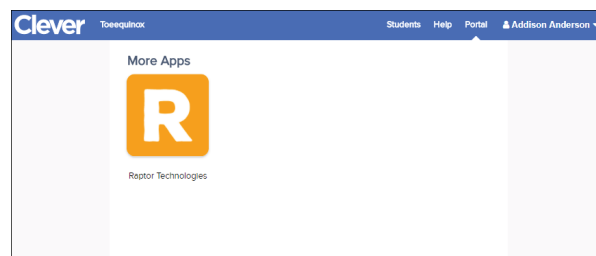 Clever Toeequinox Students Help Portal Addison Anderson
More Apps
R
Raptor Technologies